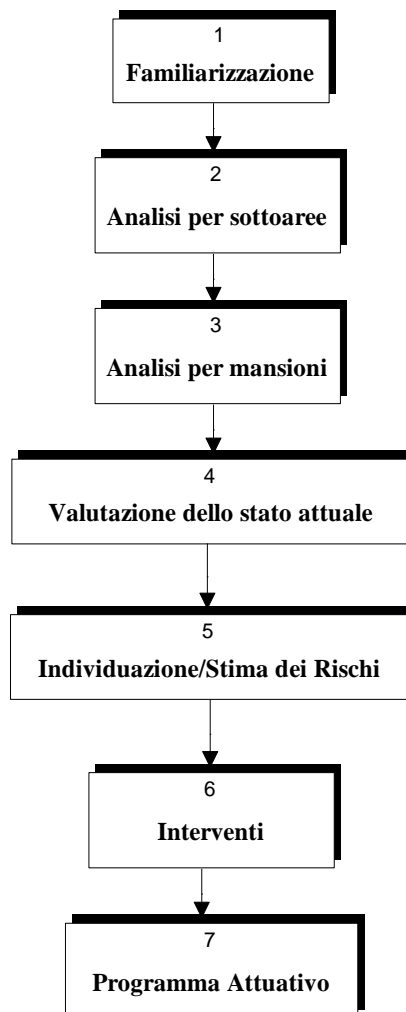 1
Familiarizzazione
2
Analisi per sottoaree
3
Analisi per mansioni
4
Valutazione dello stato attuale
5
Individuazione/Stima dei Rischi
6
Interventi
7
Programma Attuativo